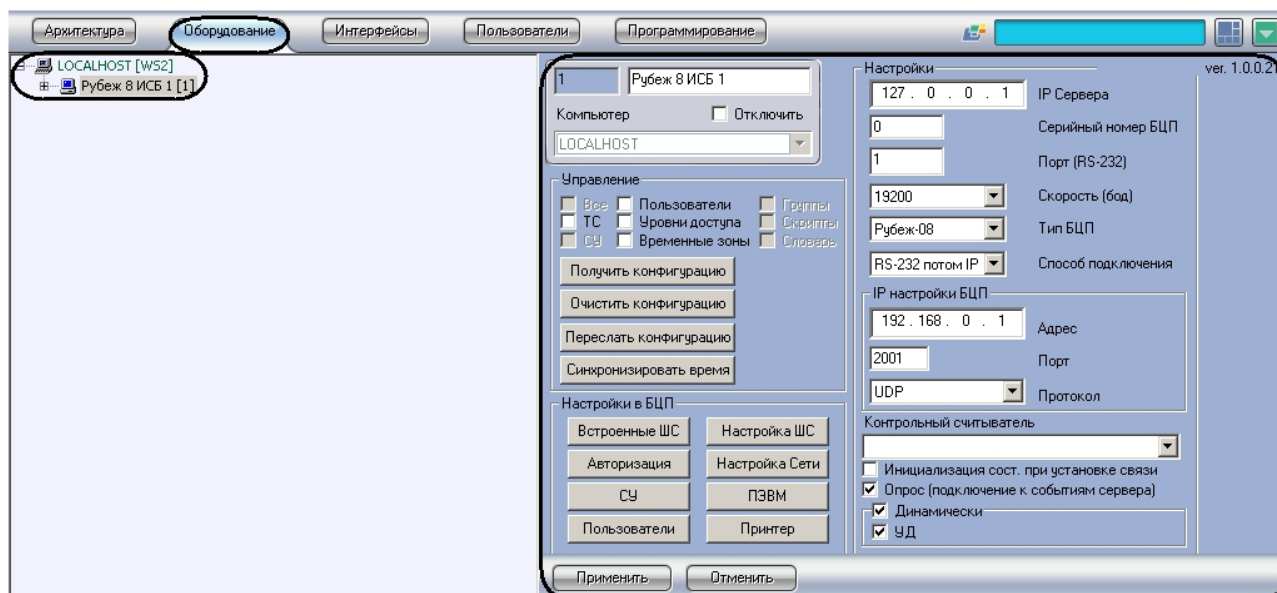 Архитектура Оборудование Интерфейсы Пользователи Программирование
LOCALHOST [WS2]
Рубеж 8 ИСБ 1 [1]
1 Рубеж 8 ИСБ 1
Компьютер Отключить
LOCALHOST
Управление
Все Пользователи Группы
ТС Уровни доступа Скрипты
СУ Временные зоны Словарь
Получить конфигурацию
Очистить конфигурацию
Переслать конфигурацию
Синхронизировать время
Настройки в БЦП
Встроенные ШС Настройка ШС
Авторизация Настройка Сети
СУ ПЭВМ
Пользователи Принтер
Настройки
127 . 0 . 0 . 1 IP Сервера
0 Серийный номер БЦП
1 Порт (RS-232)
19200 Скорость (бод)
Рубеж-08 Тип БЦП
RS-232 потом IP Способ подключения
IP настройки БЦП
192 . 168 . 0 . 1 Адрес
2001 Порт
UDP Протокол
Контрольный считыватель
Инициализация сост. при установке связи
Опрос (подключение к событиям сервера)
Динамически
УД
ver. 1.0.0.21
Применить Отменить